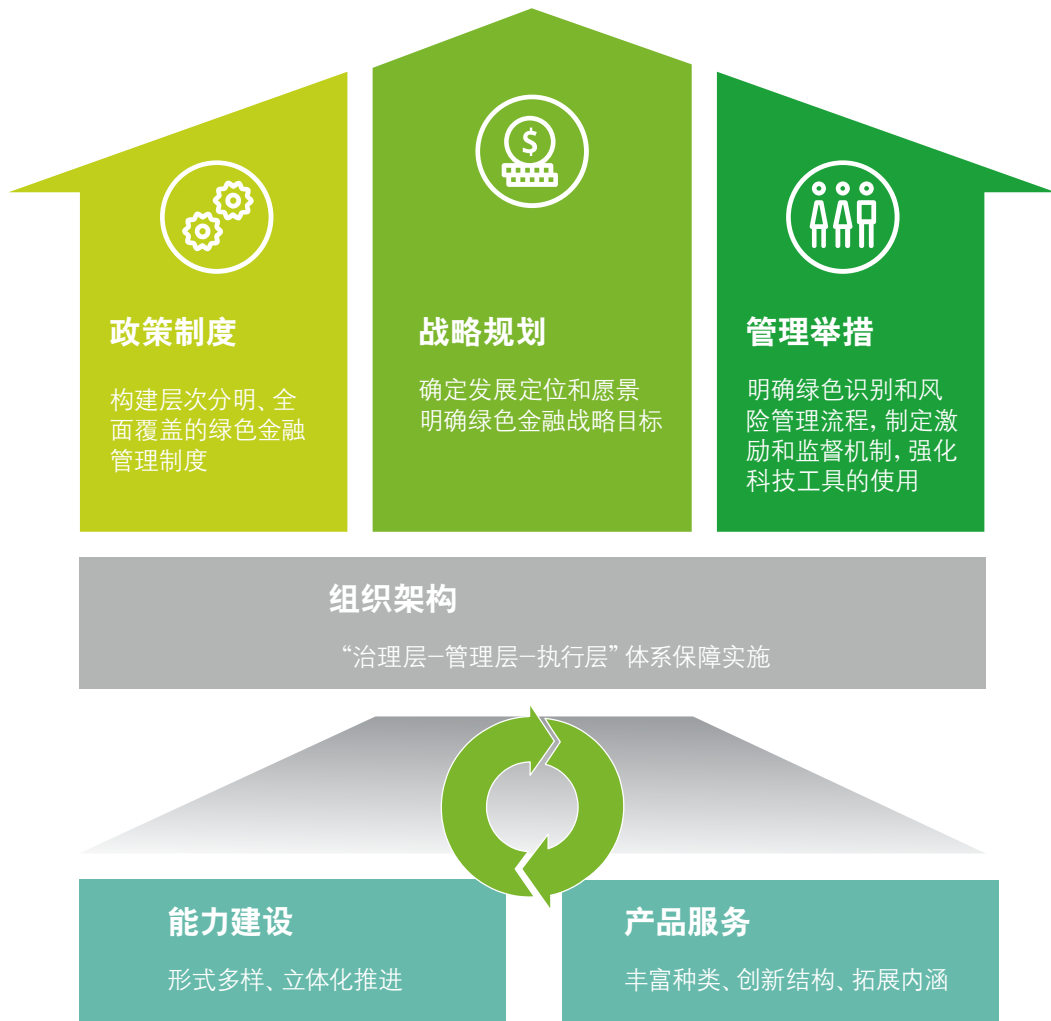 政策制度
构建层次分明、全
面覆盖的绿色金融
管理制度
$
战略规划
确定发展定位和愿景
明确绿色金融战略目标
管理举措
明确绿色识别和风
险管理流程，制定激
励和监督机制，强化
科技工具的使用
组织架构
“治理层–管理层–执行层”体系保障实施
能力建设
形式多样、立体化推进
产品服务
丰富种类、创新结构、拓展内涵